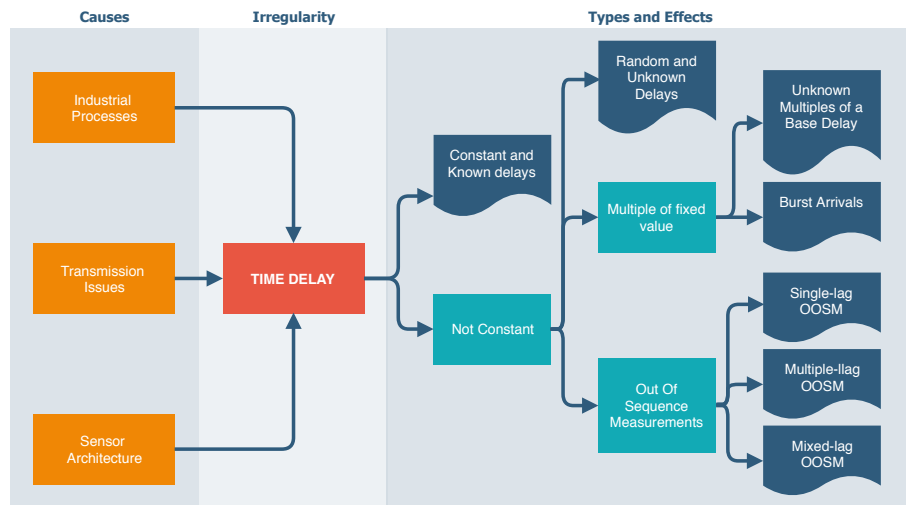 Causes
Irregularity
Types and Effects
Industrial
Processes
Transmission
Issues
Sensor
Architecture
TIME DELAY
Constant and
Known delays
Not Constant
Random and
Unknown
Delays
Multiple of fixed
value
Out Of
Sequence
Measurements
Unknown
Multiples of a
Base Delay
Burst Arrivals
Single-lag
OOSM
Multiple-llag
OOSM
Mixed-lag
OOSM